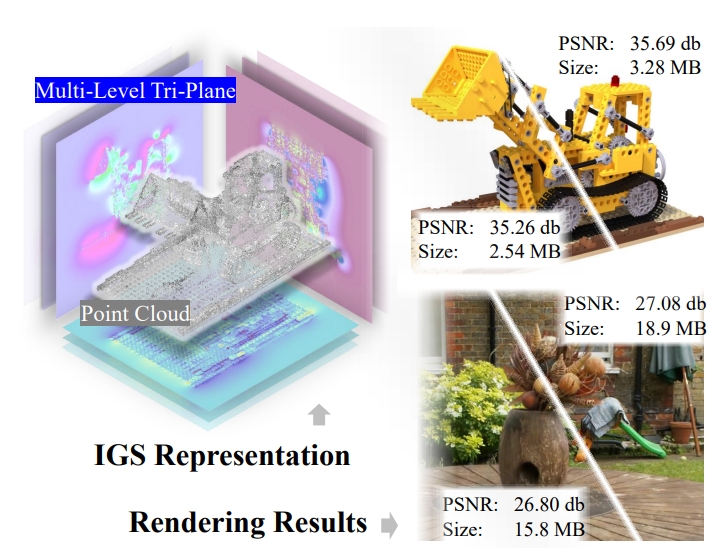 Multi-Level Tri-Plane
Point Cloud
IGS Representation
Rendering Results
PSNR: 35.69 db
Size: 3.28 MB
PSNR: 35.26 db
Size: 2.54 MB
PSNR: 27.08 db
Size: 18.9 MB
PSNR: 26.80 db
Size: 15.8 MB